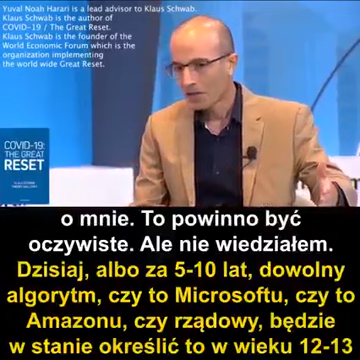 Yuval Noah Harari is a lead advisor to Klaus Schwab.
Klaus Schwab is the author of
COVID-19 / The Great Reset.
Klaus Schwab is the founder of the
World Economic Forum which is the
organization implementing
the world wide Great Reset.
COVID-19:
THE GREAT
RESET
o mnie. To powinno być
oczywiste. Ale nie wiedziałem.
Dzisiaj, albo za 5-10 lat, dowolny
algorytm, czy to Microsoftu, czy to
Amazonu, czy rządowy, będzie
w stanie określić to w wieku 12-13